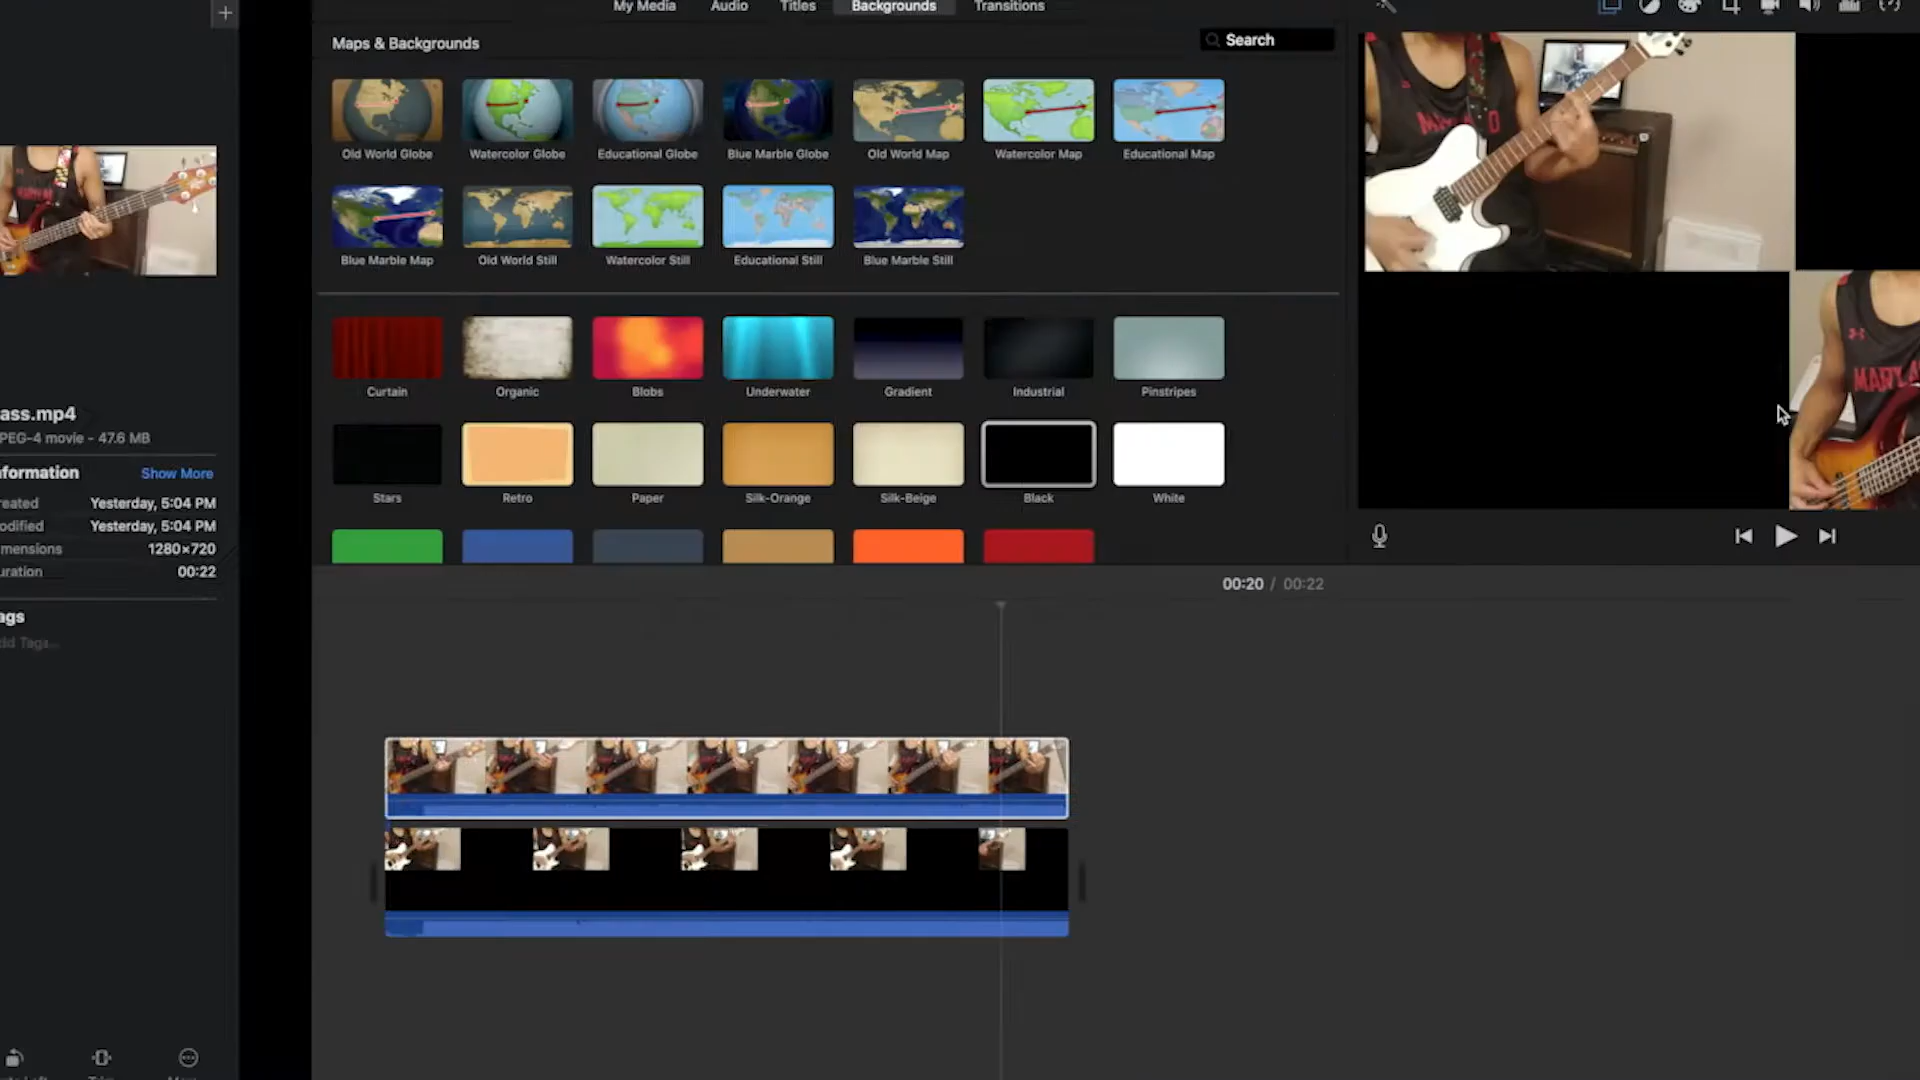 My Media Audio Titles Backgrounds Transitions
Maps & Backgrounds
Search
Old World Globe Watercolor Globe Educational Globe Blue Marble Globe Old World Map Watercolor Map Educational Map
Blue Marble Map Old World Still Watercolor Still Educational Still Blue Marble Still
Curtain Organic Blobs Underwater Gradient Industrial Pinstripes
Stars Retro Paper Silk-Orange Silk-Beige Black White
00:20 / 00:22
ass.mp4
PEG-4 movie - 47.6 MB
nformation Show More
reated Yesterday, 5:04 PM
odified Yesterday, 5:04 PM
mensions 1280×720
uration 00:22
ags
dd Tags...